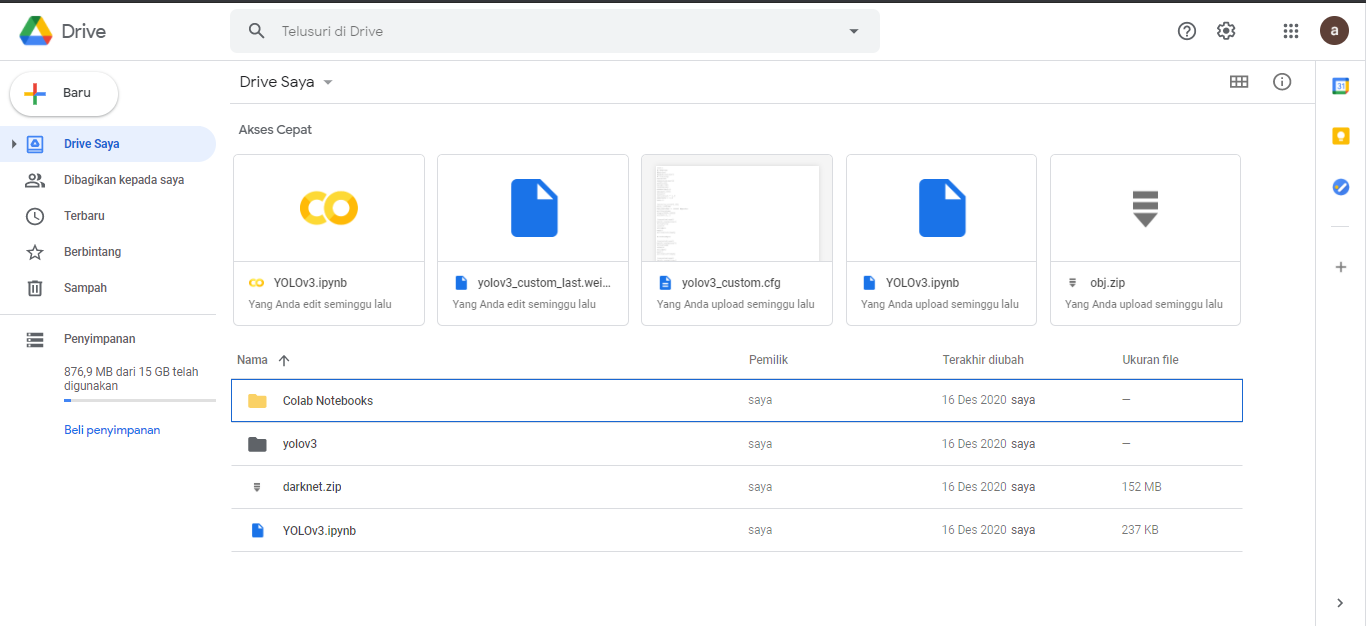 Drive
Telusuri di Drive
a
Baru
Drive Saya
Dibagikan kepada saya
Terbaru
Berbintang
Sampah
Penyimpanan
876,9 MB dari 15 GB telah
digunakan
Beli penyimpanan
Drive Saya
Akses Cepat
YOLOv3.ipynb
Yang Anda edit seminggu lalu
yolov3_custom_last.wei...
Yang Anda edit seminggu lalu
yolov3_custom.cfg
Yang Anda upload seminggu lalu
YOLOv3.ipynb
Yang Anda upload seminggu lalu
obj.zip
Yang Anda upload seminggu lalu
Nama Pemilik Terakhir diubah Ukuran file
Colab Notebooks saya 16 Des 2020 saya —
yolov3 saya 16 Des 2020 saya —
darknet.zip saya 16 Des 2020 saya 152 MB
YOLOv3.ipynb saya 16 Des 2020 saya 237 KB
31